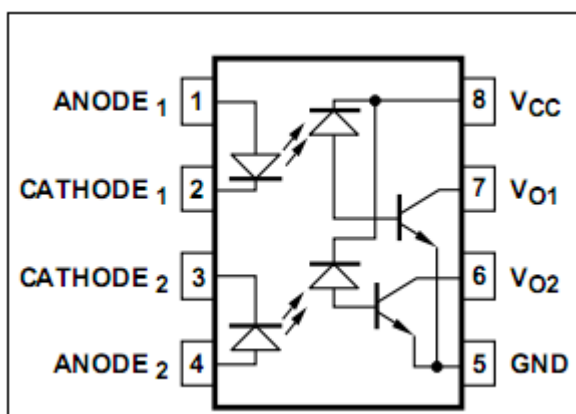 ANODE 1 1
8 VCC
CATHODE 1 2
7 VO1
CATHODE 2 3
6 VO2
ANODE 2 4
5 GND